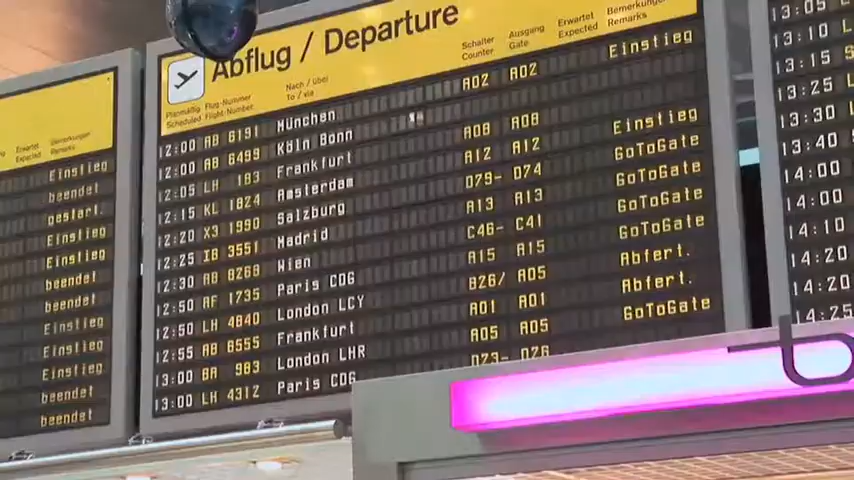 Erwartet
Expected
Bemerkungen
Remarks
Einstieg
beendet
gestart.
Einstieg
Einstieg
beendet
beendet
Einstieg
Einstieg
Einstieg
beendet
beendet
Abflug / Departure
Planmäßig Scheduled
Flug-Nummer Flight-Number
Nach / über To / via
Schalter Counter
Ausgang Gate
Erwartet Expected
Bemerkungen Remarks
12:00 AB 6191 München A02 A02 Einstieg
12:05 AB 6499 Köln Bonn
12:05 LH 183 Frankfurt A08 A08
12:15 KL 1824 Amsterdam A12 A12 Einstieg
12:20 X3 1990 Salzburg D79- D74 GoToGate
12:25 IB 3551 Madrid A13 A13 GoToGate
12:30 AB 8268 Wien C46- C41 GoToGate
12:50 AF 1735 Paris CDG A15 A15 GoToGate
12:50 LH 4840 London LCY B26/ A05 Abfert.
12:55 AB 8555 Frankfurt A01 A01 Abfert.
13:00 BA 983 London LHR A05 A05 GoToGate
13:00 LH 4312 Paris CDG D23- D26
13:05
13:10
13:15
13:25
13:30
13:40
14:00
14:00
14:10
14:20
14:20
14:25